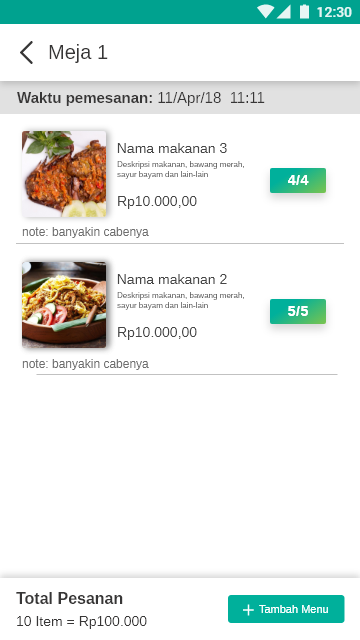 12:30
Meja 1
Waktu pemesanan: 11/Apr/18 11:11
Nama makanan 3
Deskripsi makanan, bawang merah,
sayur bayam dan lain-lain
4/4
Rp10.000,00
note: banyakin cabenya
Nama makanan 2
Deskripsi makanan, bawang merah,
sayur bayam dan lain-lain
5/5
Rp10.000,00
note: banyakin cabenya
Total Pesanan
10 Item = Rp100.000
Tambah Menu